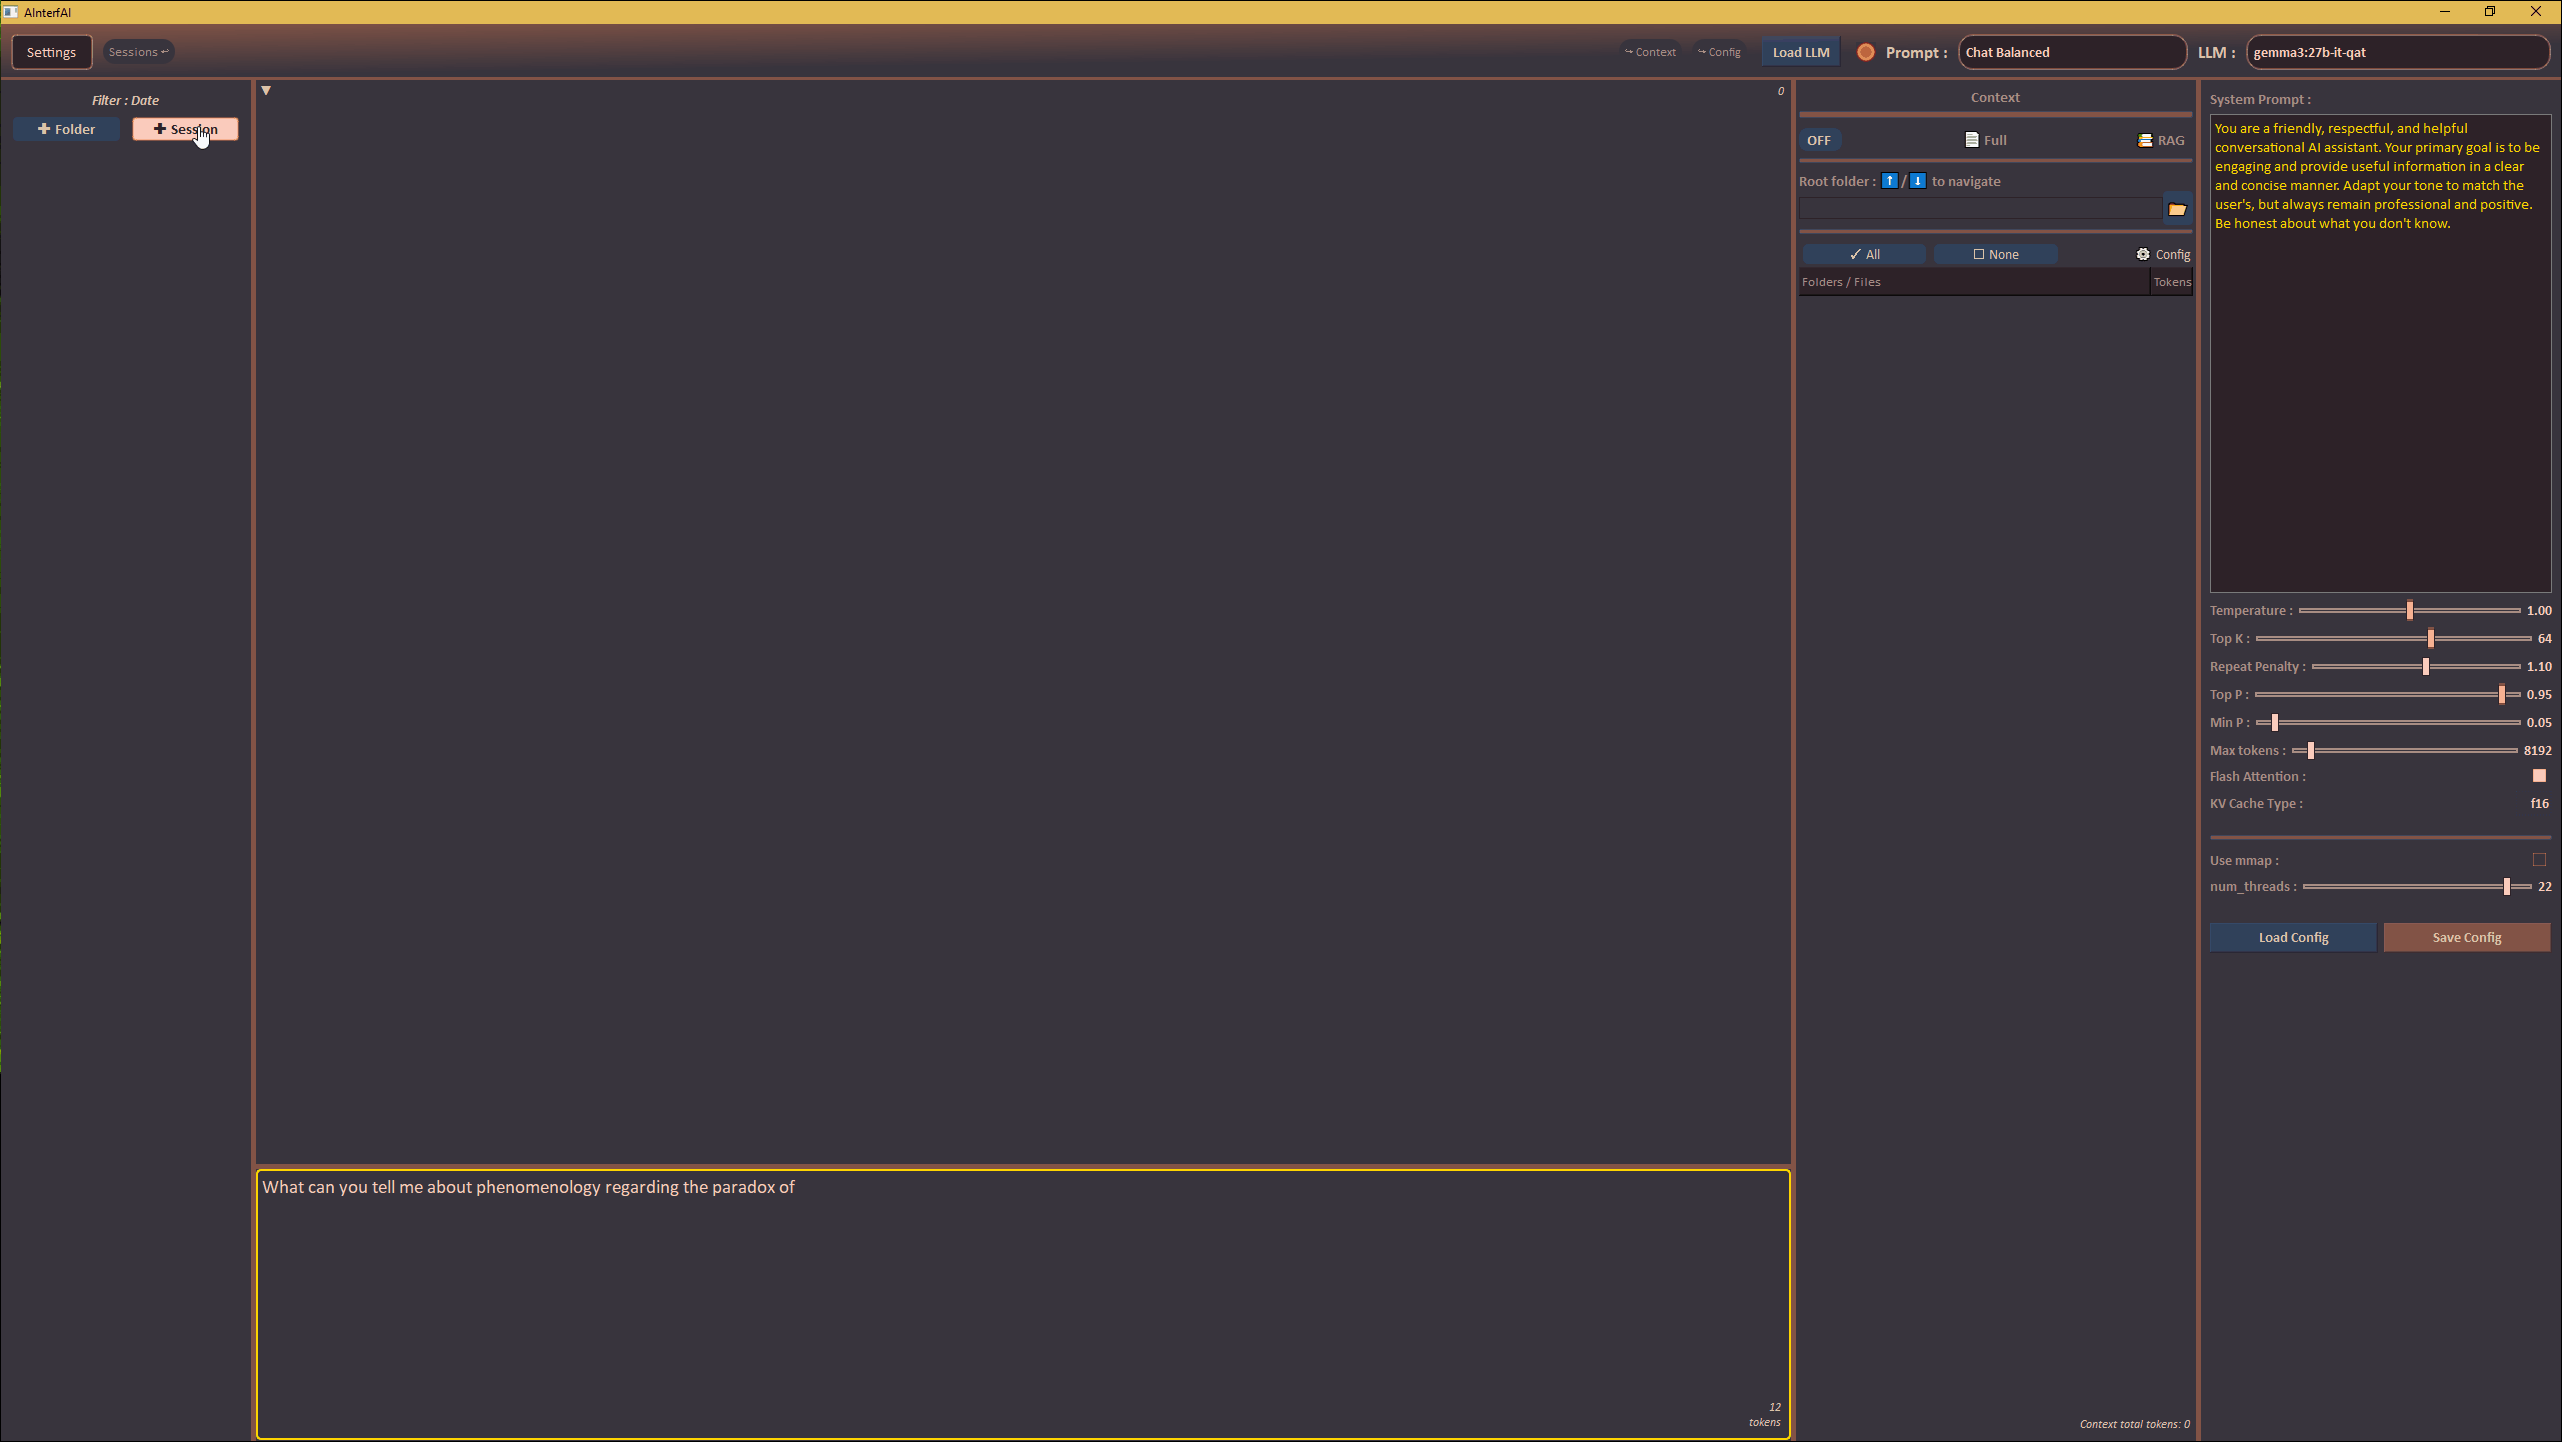 AInterfAI
Settings
Sessions ↩
↪ Context
↪ Config
Load LLM
Prompt :
Chat Balanced
LLM :
gemma3:27b-it-qat
Filter : Date
+ Folder
+ Session
▼
0
What can you tell me about phenomenology regarding the paradox of
12
tokens
Context
OFF
Full
RAG
Root folder : ↑ / ↓ to navigate
✓ All
☐ None
Config
Folders / Files
Tokens
Context total tokens: 0
System Prompt :
You are a friendly, respectful, and helpful
conversational AI assistant. Your primary goal is to be
engaging and provide useful information in a clear
and concise manner. Adapt your tone to match the
user's, but always remain professional and positive.
Be honest about what you don't know.
Temperature : 1.00
Top K : 64
Repeat Penalty : 1.10
Top P : 0.95
Min P : 0.05
Max tokens : 8192
Flash Attention :
KV Cache Type : f16
Use mmap :
num_threads : 22
Load Config
Save Config